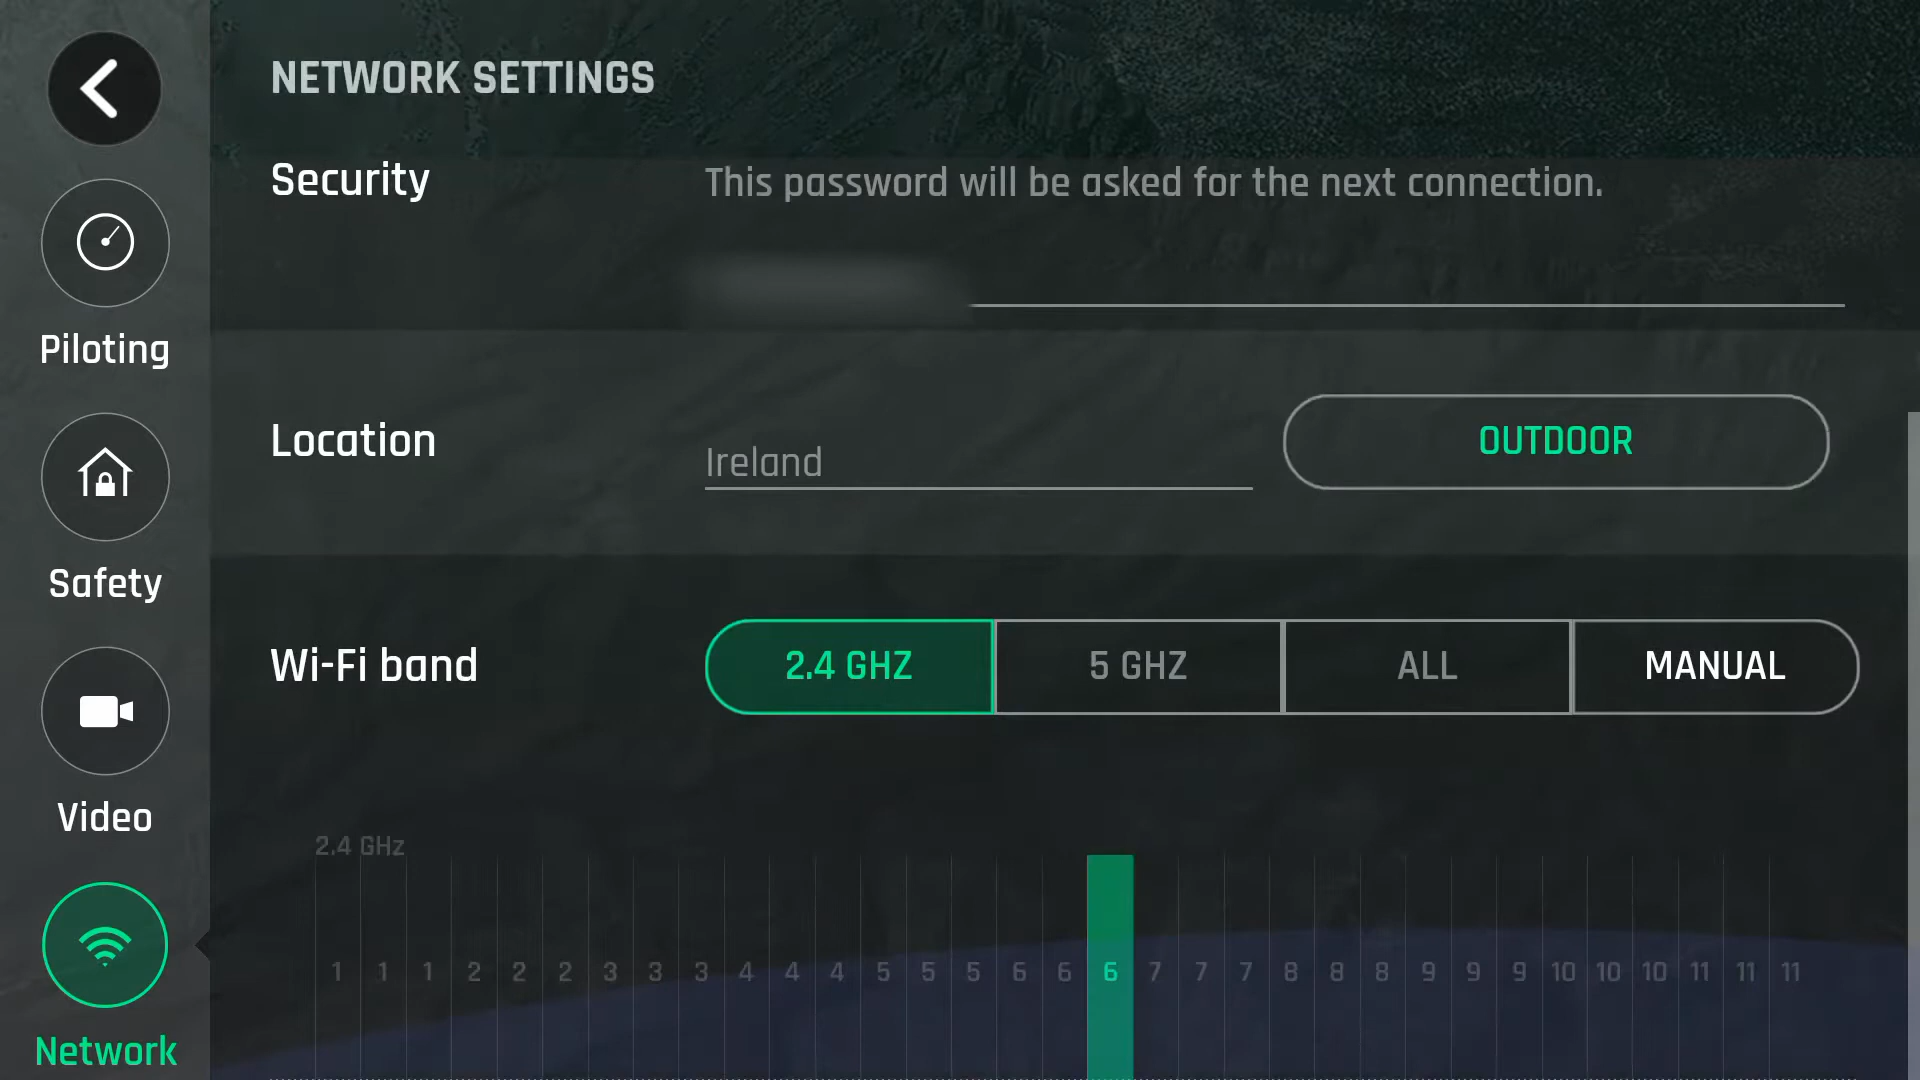 NETWORK SETTINGS
Security
This password will be asked for the next connection.
Piloting
Location
Ireland
OUTDOOR
Safety
Wi-Fi band
2.4 GHZ
5 GHZ
ALL
MANUAL
Video
2.4 GHz
1 1 1 2 2 2 3 3 3 4 4 4 5 5 5 6 6 6 7 7 7 8 8 8 9 9 9 10 10 10 11 11 11
Network